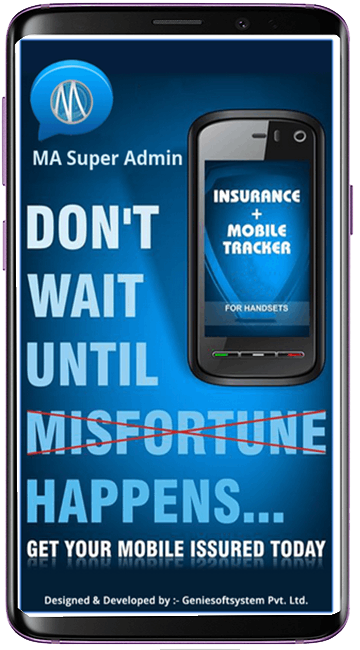 MA Super Admin
INSURANCE
+
MOBILE
TRACKER
FOR HANDSETS
DON'T
WAIT
UNTIL
MISFORTUNE
HAPPENS...
GET YOUR MOBILE ISSURED TODAY
Designed & Developed by :- Geniesoftsystem Pvt. Ltd.